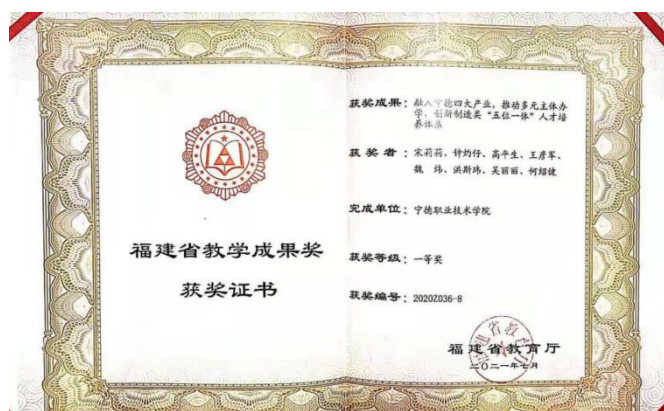 福建省教学成果奖
获奖证书
获奖成果：融入宁德四大产业，推动多元主体办
学，创新制造类“五位一体”人才培
养体系
获奖者：宋莉莉、钟灼仔、高平生、王彦军、
魏炜、洪斯玮、吴丽丽、何绍健
完成单位：宁德职业技术学院
获奖等级：一等奖
获奖编号：2020Z036-8
福建省教育厅
二〇二一年七月